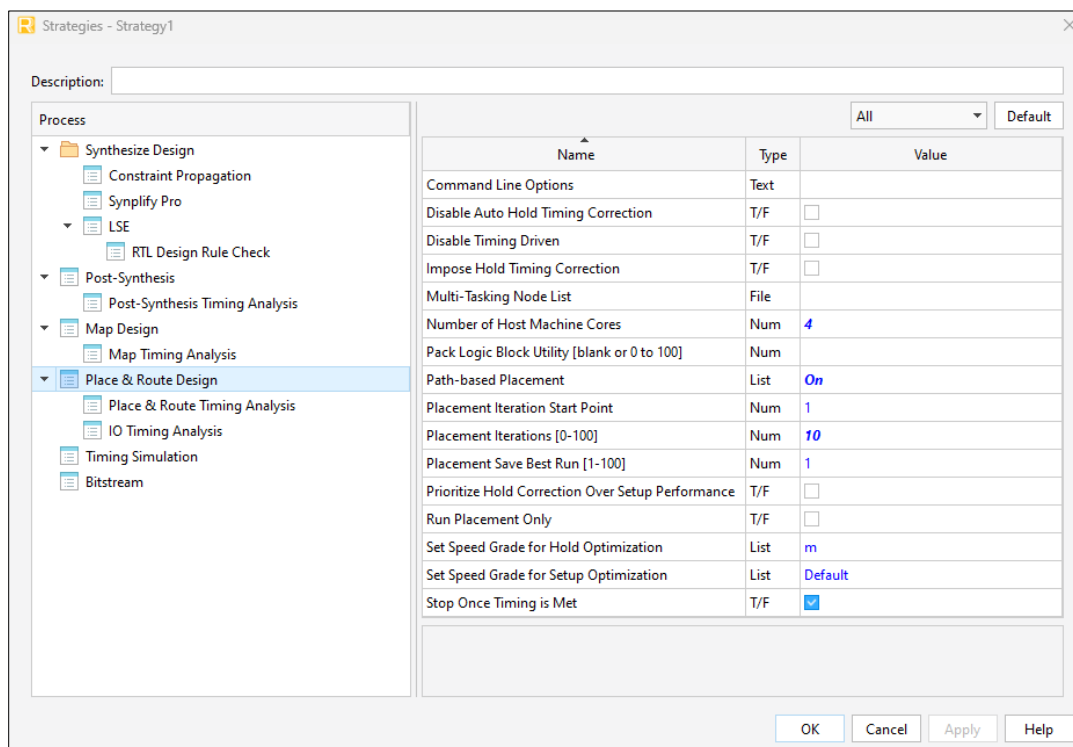 Strategies - Strategy1
Description:
Process
Synthesize Design
Constraint Propagation
Synplify Pro
LSE
RTL Design Rule Check
Post-Synthesis
Post-Synthesis Timing Analysis
Map Design
Map Timing Analysis
Place & Route Design
Place & Route Timing Analysis
IO Timing Analysis
Timing Simulation
Bitstream
All Default
Name Type Value
Command Line Options Text
Disable Auto Hold Timing Correction T/F
Disable Timing Driven T/F
Impose Hold Timing Correction T/F
Multi-Tasking Node List File
Number of Host Machine Cores Num 4
Pack Logic Block Utility [blank or 0 to 100] Num
Path-based Placement List On
Placement Iteration Start Point Num 1
Placement Iterations [0-100] Num 10
Placement Save Best Run [1-100] Num 1
Prioritize Hold Correction Over Setup Performance T/F
Run Placement Only T/F
Set Speed Grade for Hold Optimization List m
Set Speed Grade for Setup Optimization List Default
Stop Once Timing is Met T/F
OK Cancel Apply Help